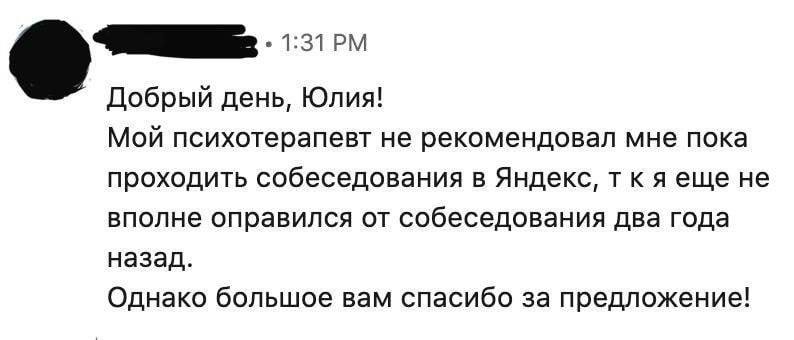 • 1:31 PM
Добрый день, Юлия!
Мой психотерапевт не рекомендовал мне пока
проходить собеседования в Яндекс, т к я еще не
вполне оправился от собеседования два года
назад.
Однако большое вам спасибо за предложение!